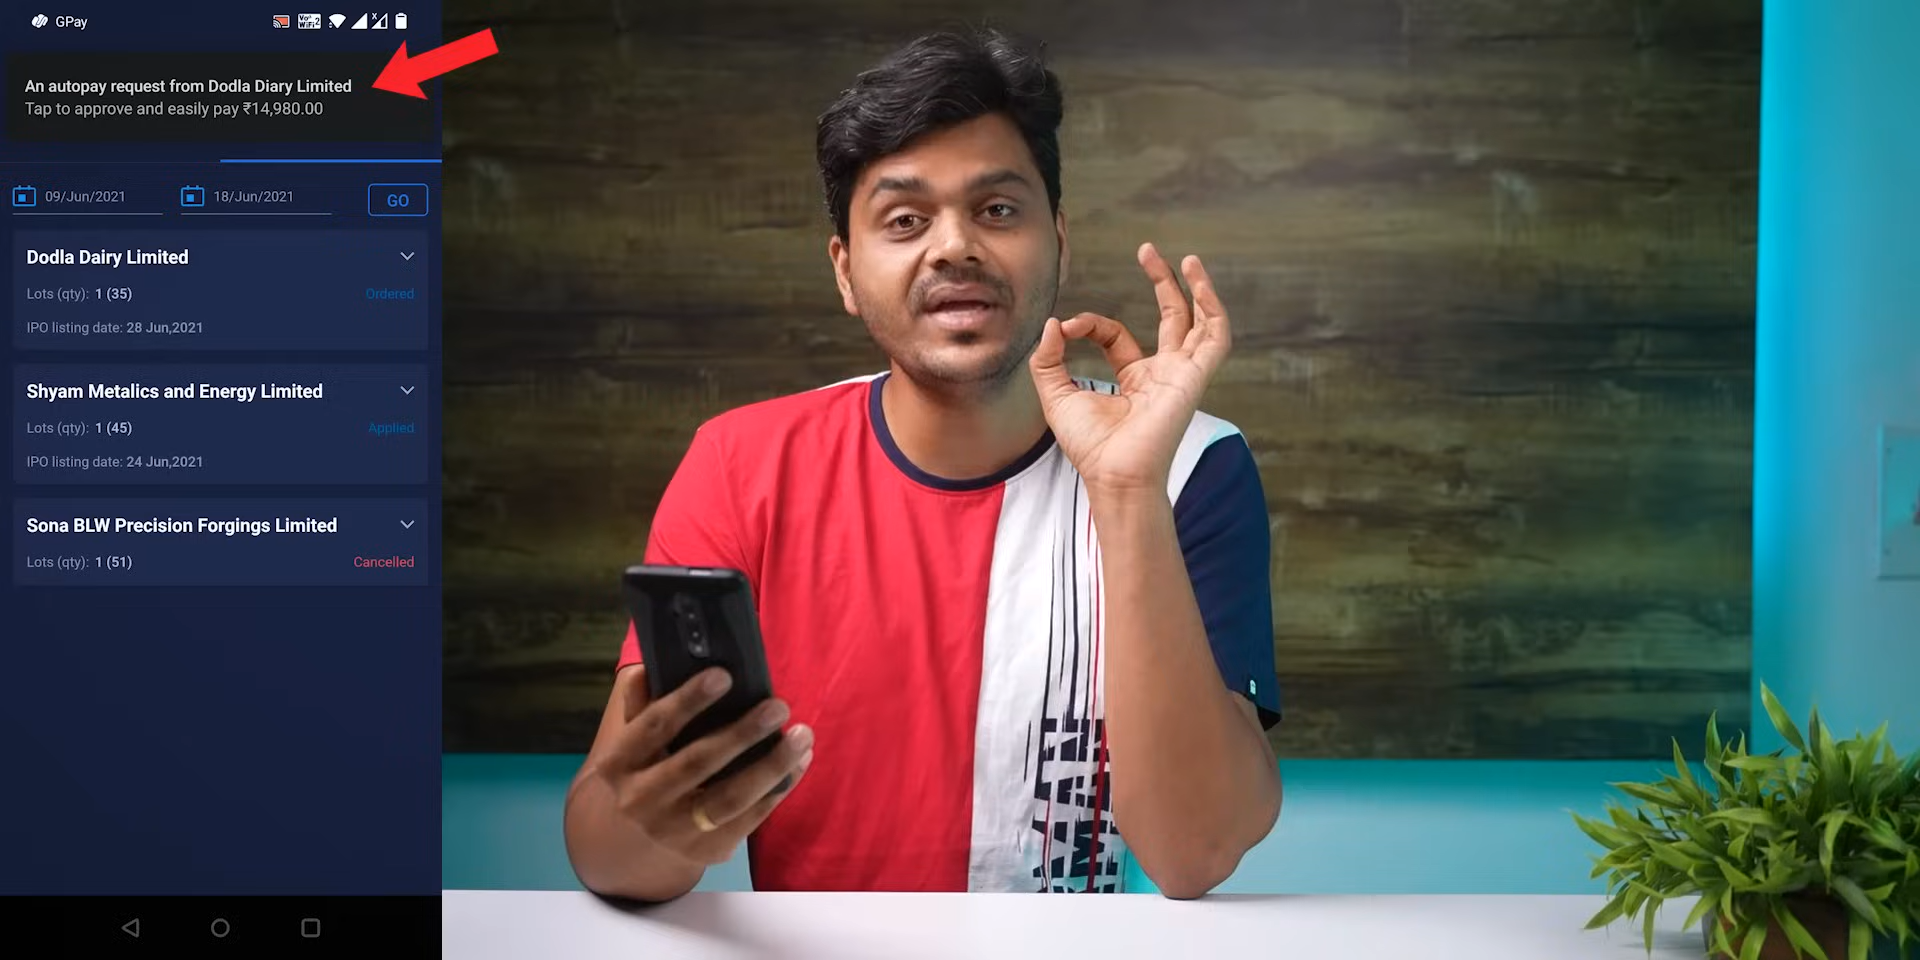 GPay
Vo» WiFi2
An autopay request from Dodla Diary Limited
Tap to approve and easily pay ₹14,980.00
09/Jun/2021
18/Jun/2021
GO
Dodla Dairy Limited
Lots (qty): 1 (35)
Ordered
IPO listing date: 28 Jun,2021
Shyam Metalics and Energy Limited
Lots (qty): 1 (45)
Applied
IPO listing date: 24 Jun,2021
Sona BLW Precision Forgings Limited
Lots (qty): 1 (51)
Cancelled